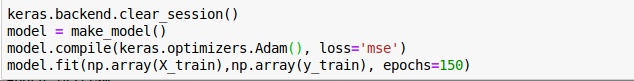 keras.backend.clear_session()
model = make_model()
model.compile(keras.optimizers.Adam(), loss='mse')
model.fit(np.array(X_train),np.array(y_train), epochs=150)